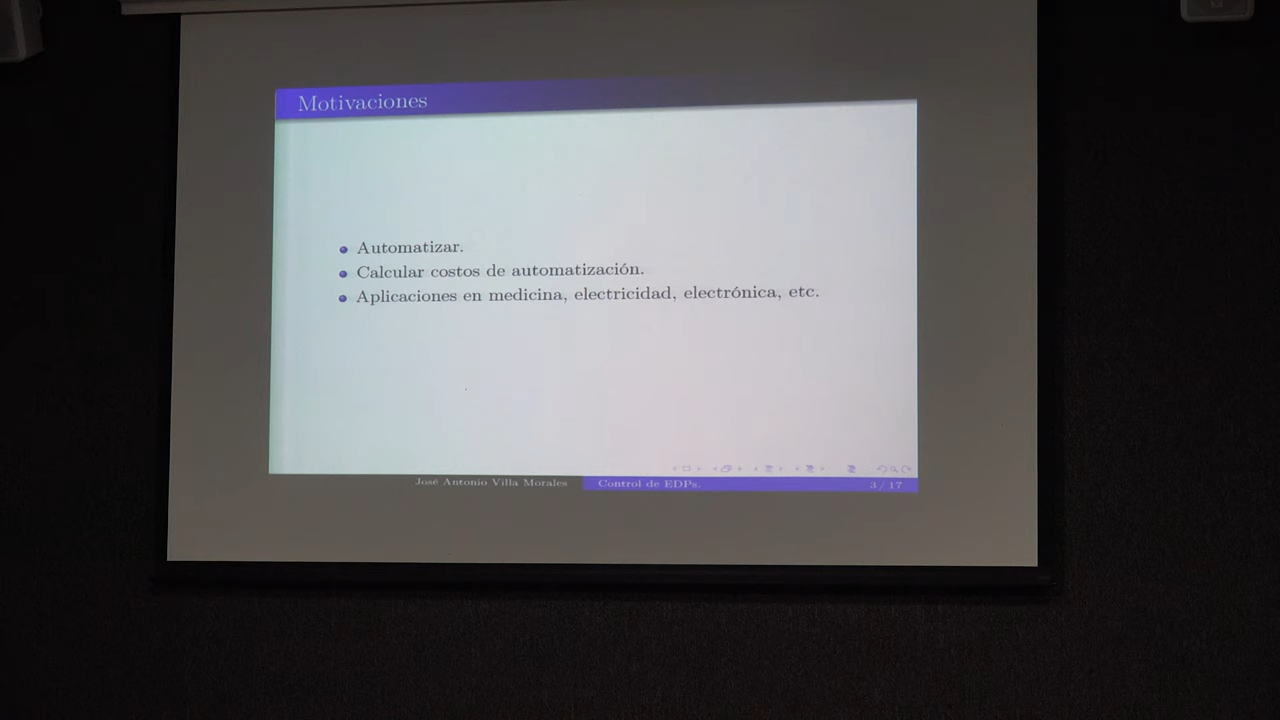 Motivaciones
Automatizar.
Calcular costos de automatización.
Aplicaciones en medicina, electricidad, electrónica, etc.
José Antonio Villa Morales
Control de EDPs.
3 / 17